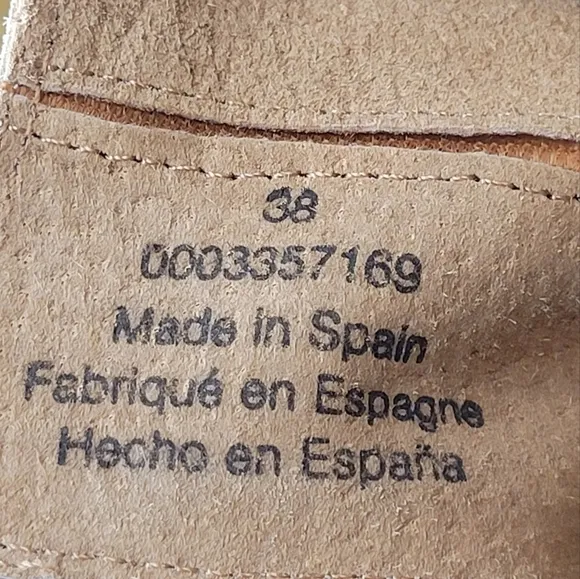 38
0003357169
Made in Spain
Fabriqué en Espagne
Hecho en España